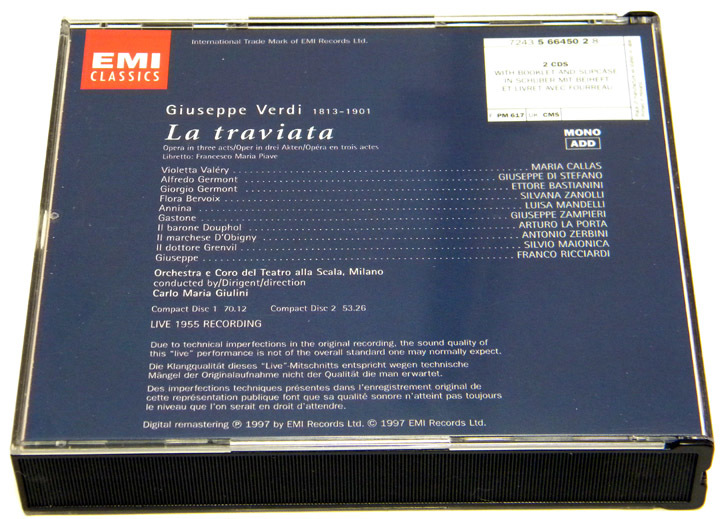 EMI
CLASSICS
International Trade Mark of EMI Records Ltd.
7243 5 66450 2 8
2 CDS
WITH BOOKLET AND SLIPCASE
IN SCHUBER MIT BEIHEFT
ET LIVRET AVEC FOURREAU
F PM 617 UK CMS
Giuseppe Verdi 1813–1901
La traviata
Opera in three acts/Oper in drei Akten/Opéra en trois actes
Libretto: Francesco Maria Piave
MONO
ADD
Violetta Valéry MARIA CALLAS
Alfredo Germont GIUSEPPE DI STEFANO
Giorgio Germont ETTORE BASTIANINI
Flora Bervoix SILVANA ZANOLLI
Annina LUISA MANDELLI
Gastone GIUSEPPE ZAMPIERI
Il barone Douphol ARTURO LA PORTA
Il marchese D'Obigny ANTONIO ZERBINI
Il dottore Grenvil SILVIO MAIONICA
Giuseppe FRANCO RICCIARDI
Orchestra e Coro del Teatro alla Scala, Milano
conducted by/Dirigent/direction
Carlo Maria Giulini
Compact Disc 1 70.12 Compact Disc 2 53.26
LIVE 1955 RECORDING
Due to technical imperfections in the original recording, the sound quality of
this "live" performance is not of the overall standard one may normally expect.
Die Klangqualität dieses "Live"-Mitschnitts entspricht wegen technische
Mängel der Originalaufnahme nicht der Qualität die man erwartet.
Des imperfections techniques présentes dans l'enregistrement original de
cette représentation publique font que sa qualité sonore n'atteint pas toujours
le niveau que l'on serait en droit d'attendre.
Digital remastering ℗ 1997 by EMI Records Ltd. © 1997 EMI Records Ltd.